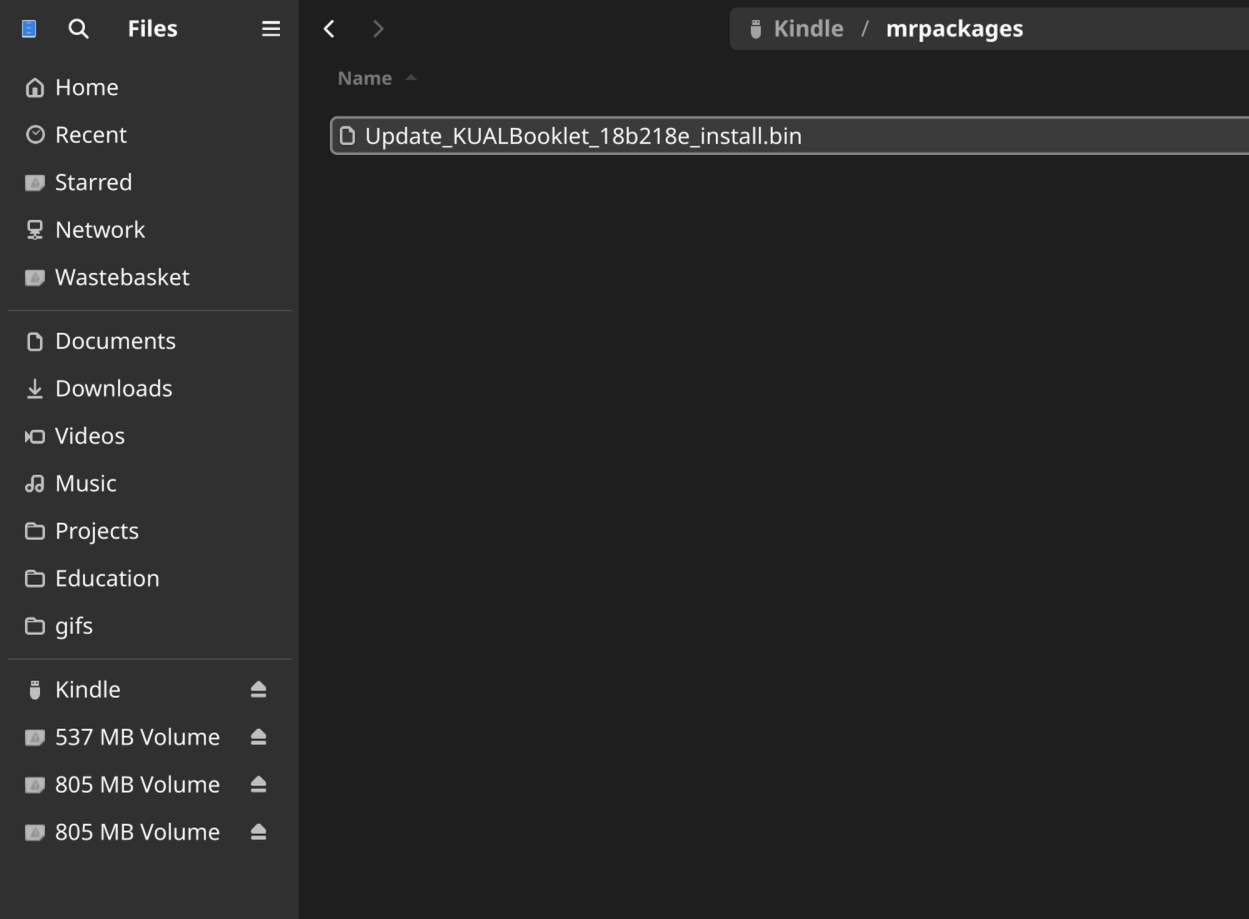 Files
Kindle / mrpackages
Name
Home
Recent
Starred
Network
Wastebasket
Documents
Downloads
Videos
Music
Projects
Education
gifs
Kindle
537 MB Volume
805 MB Volume
805 MB Volume
Update_KUALBooklet_18b218e_install.bin